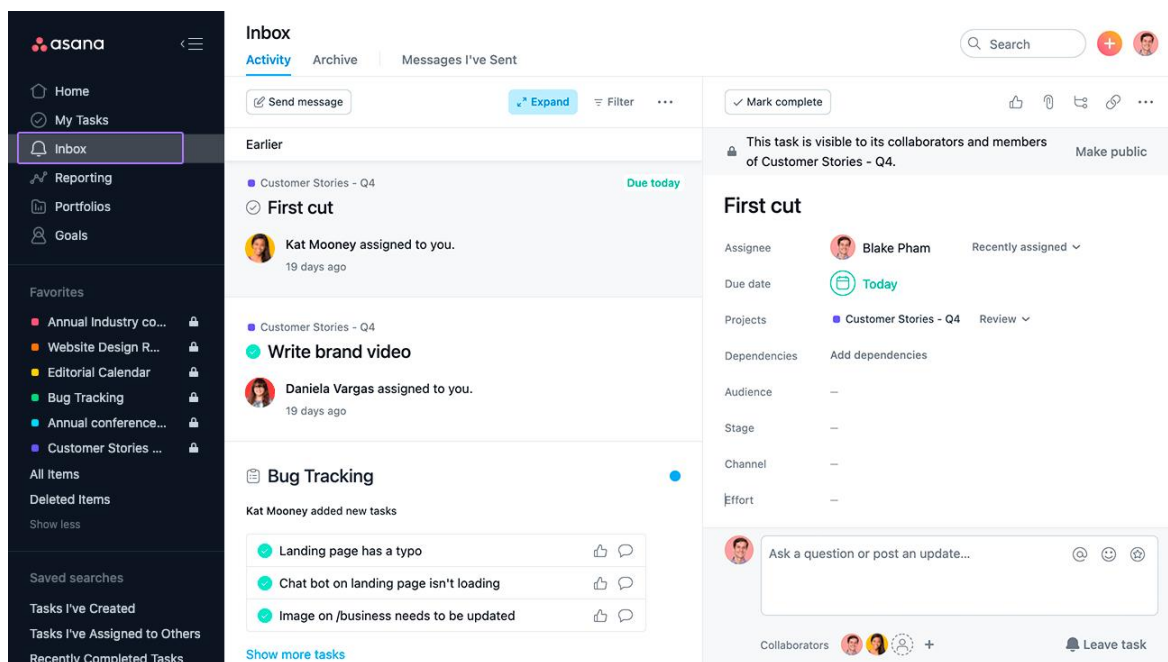 asana
Home
My Tasks
Inbox
Reporting
Portfolios
Goals
Favorites
Annual Industry co...
Website Design R...
Editorial Calendar
Bug Tracking
Annual conference...
Customer Stories ...
All Items
Deleted Items
Show less
Saved searches
Tasks I've Created
Tasks I've Assigned to Others
Recently Completed Tasks
Inbox
Activity Archive Messages I've Sent
Search
Send message Expand Filter
Earlier
Customer Stories - Q4 Due today
First cut
Kat Mooney assigned to you.
19 days ago
Customer Stories - Q4
Write brand video
Daniela Vargas assigned to you.
19 days ago
Bug Tracking
Kat Mooney added new tasks
Landing page has a typo
Chat bot on landing page isn't loading
Image on /business needs to be updated
Show more tasks
Mark complete
This task is visible to its collaborators and members
of Customer Stories - Q4.
Make public
First cut
Assignee Blake Pham Recently assigned
Due date Today
Projects Customer Stories - Q4 Review
Dependencies Add dependencies
Audience —
Stage —
Channel —
Effort —
Ask a question or post an update...
Collaborators Leave task